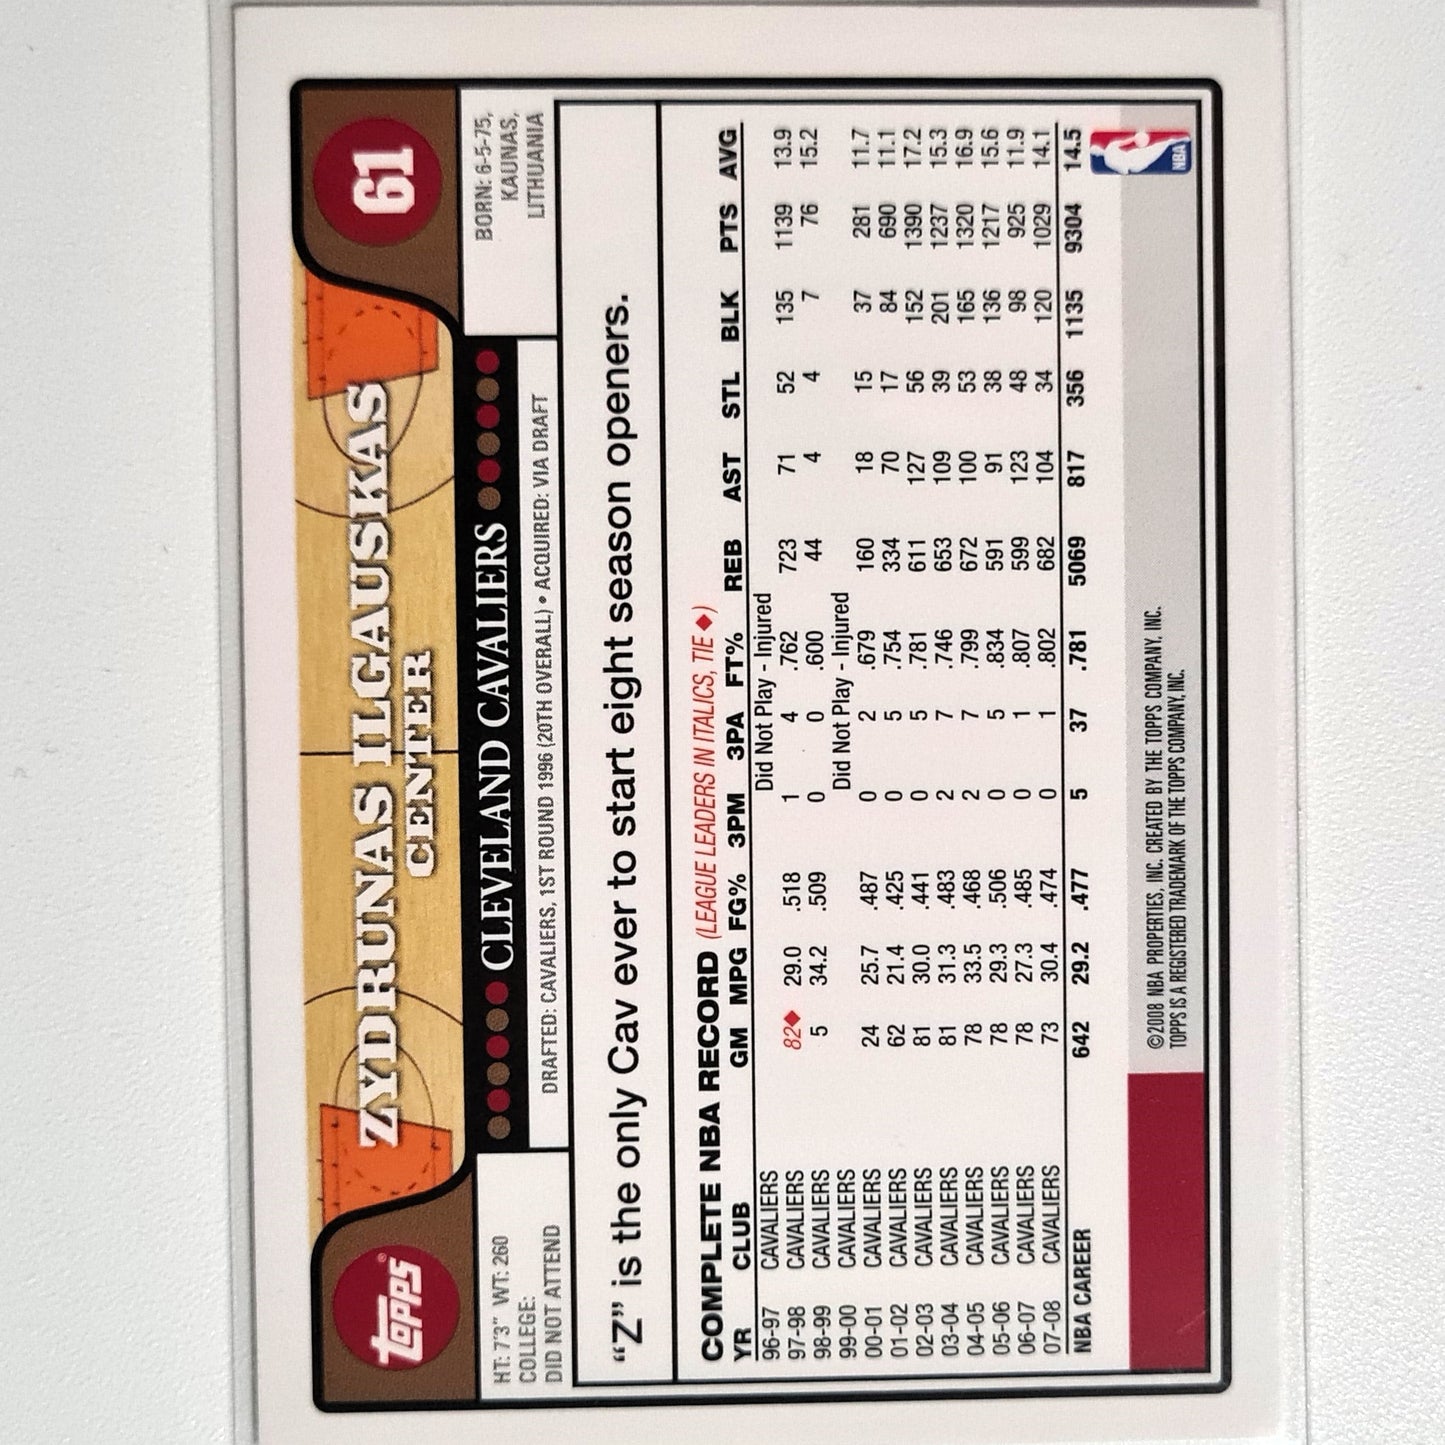 topps
ZYDRUNAS ILGAUSKAS
CENTER
61
HT: 7'3" WT: 260
COLLEGE:
DID NOT ATTEND
CLEVELAND CAVALIERS
DRAFTED: CAVALIERS, 1ST ROUND 1996 (20TH OVERALL) • ACQUIRED: VIA DRAFT
BORN: 6-5-75,
KAUNAS,
LITHUANIA
"Z" is the only Cav ever to start eight season openers.
COMPLETE NBA RECORD (LEAGUE LEADERS IN ITALICS, TIE ◆)
YR CLUB GM MPG FG% 3PM 3PA FT% REB AST STL BLK PTS AVG
96-97 CAVALIERS Did Not Play - Injured
97-98 CAVALIERS 82◆ 29.0 .518 1 4 .762 723 71 52 135 1139 13.9
98-99 CAVALIERS 5 34.2 .509 0 0 .600 44 4 4 7 76 15.2
99-00 CAVALIERS Did Not Play - Injured
00-01 CAVALIERS 24 25.7 .487 0 2 .679 160 18 15 37 281 11.7
01-02 CAVALIERS 62 21.4 .425 0 5 .754 334 70 17 84 690 11.1
02-03 CAVALIERS 81 30.0 .441 0 5 .781 611 127 56 152 1390 17.2
03-04 CAVALIERS 81 31.3 .483 2 7 .746 653 109 39 201 1237 15.3
04-05 CAVALIERS 78 33.5 .468 2 7 .799 672 100 53 165 1320 16.9
05-06 CAVALIERS 78 29.3 .506 0 5 .834 591 91 38 136 1217 15.6
06-07 CAVALIERS 78 27.3 .485 0 1 .807 599 123 48 98 925 11.9
07-08 CAVALIERS 73 30.4 .474 0 1 .802 682 104 34 120 1029 14.1
NBA CAREER 642 29.2 .477 5 37 .781 5069 817 356 1135 9304 14.5
©2008 NBA PROPERTIES, INC. CREATED BY THE TOPPS COMPANY, INC.
TOPPS IS A REGISTERED TRADEMARK OF THE TOPPS COMPANY, INC.
NBA